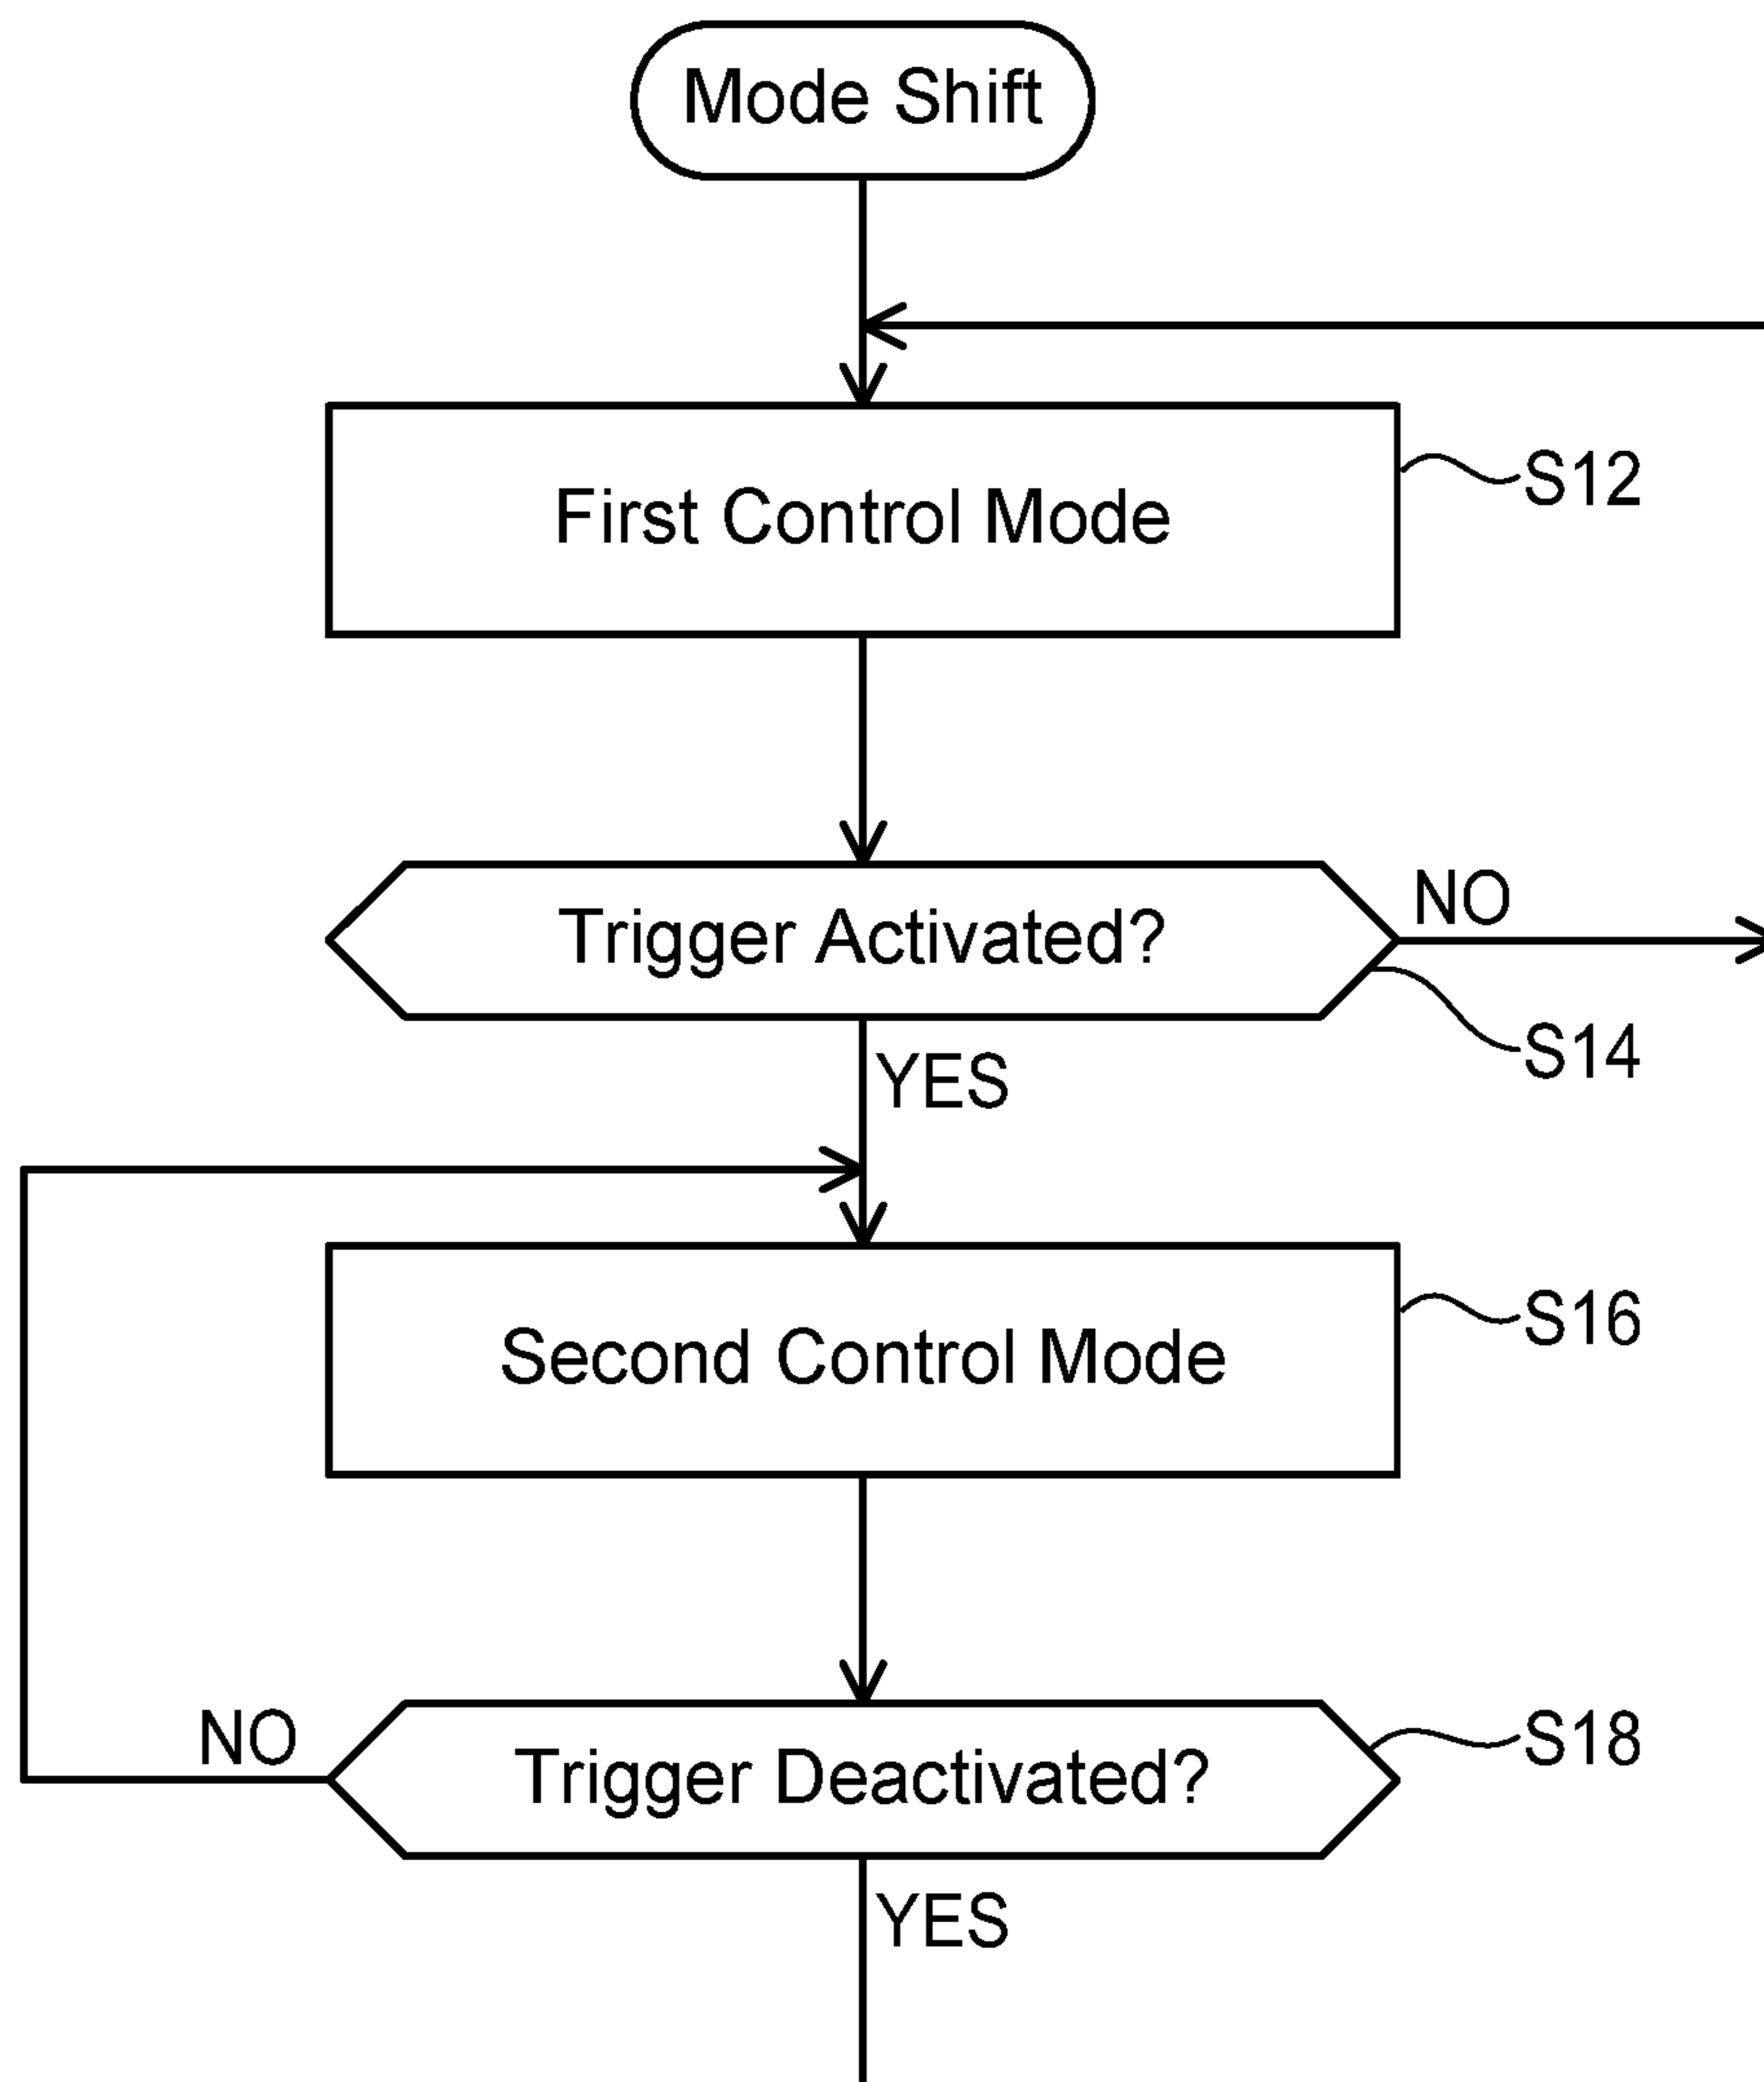 Mode Shift
S12
First Control Mode
NO
Trigger Activated?
S14
YES
S16
Second Control Mode
NO
Trigger Deactivated?
S18
YES